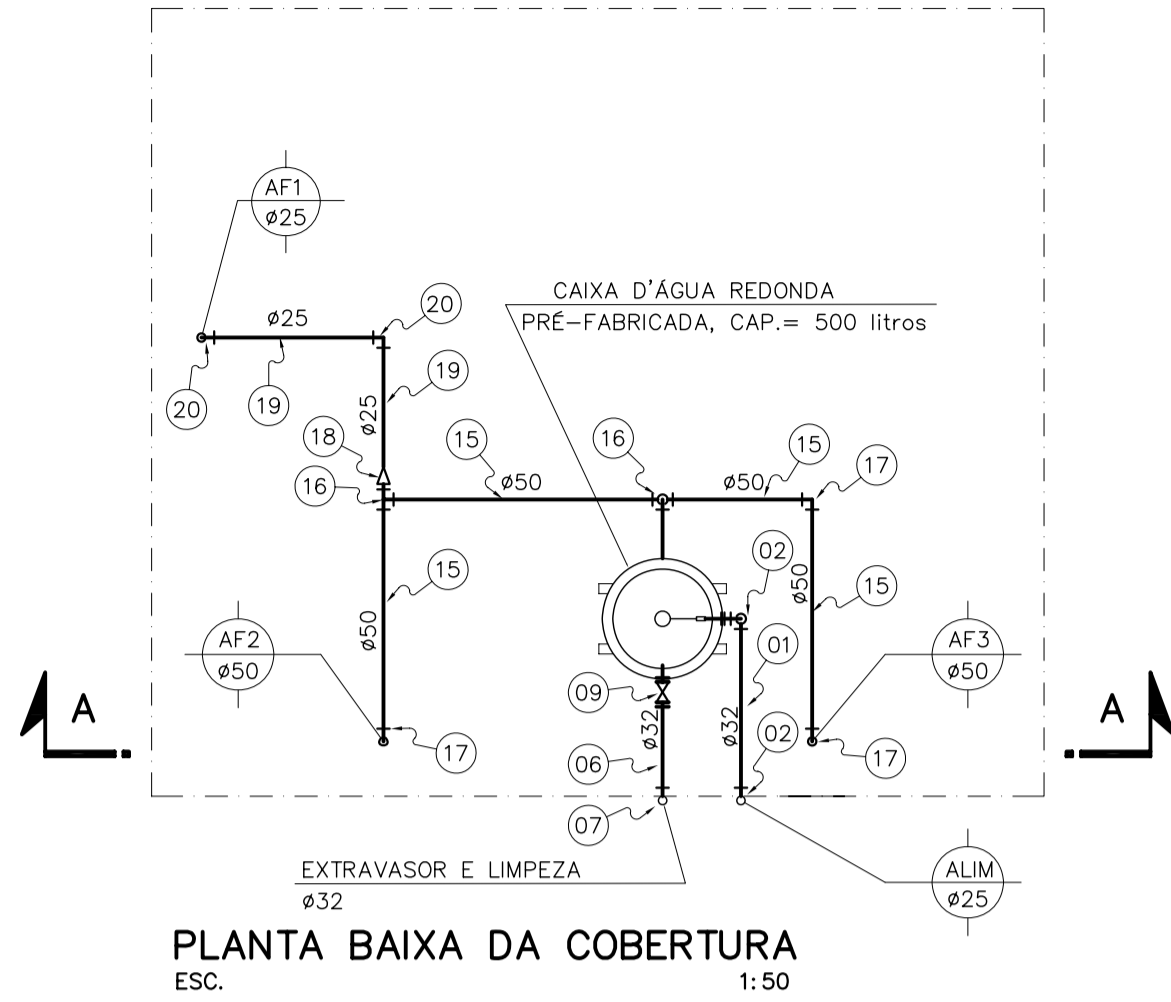 AF1
ø25
CAIXA D'ÁGUA REDONDA
PRÉ-FABRICADA, CAP.= 500 litros
ø25
20
19
20
19
ø25
18
15
16
15
17
16
ø50
ø50
02
15
ø50
15
ø50
AF2
ø50
01
AF3
ø50
A
09
A
ø32
ø32
02
17
06
17
07
EXTRAVASOR E LIMPEZA
ø32
ALIM
ø25
PLANTA BAIXA DA COBERTURA
ESC. 1:50